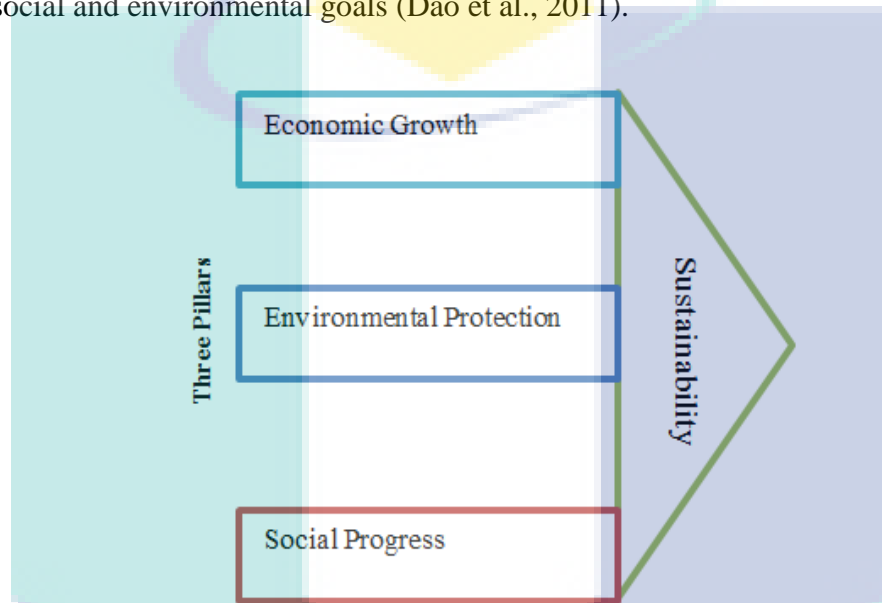 social and environmental goals (Dao et al., 2011).
Economic Growth
Three Pillars
Environmental Protection
Sustainability
Social Progress